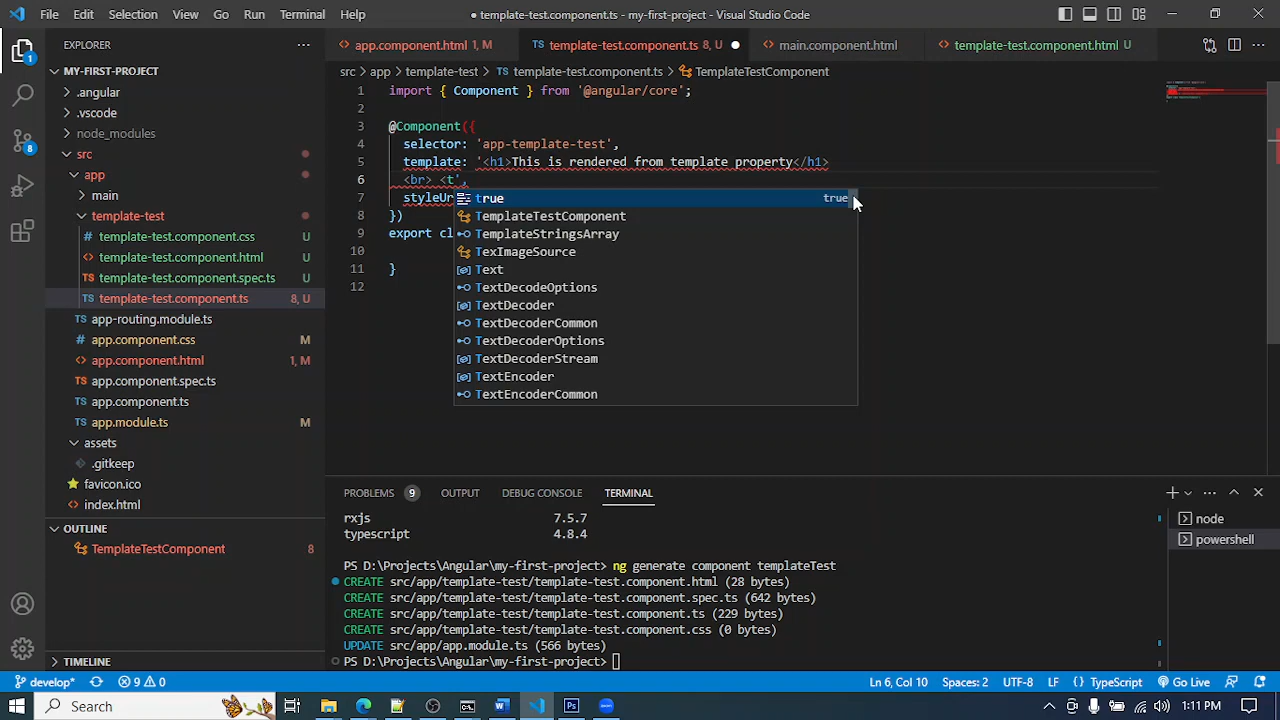 File Edit Selection View Go Run Terminal Help
● template-test.component.ts - my-first-project - Visual Studio Code
EXPLORER
app.component.html 1, M
TS template-test.component.ts 8, U
main.component.html
template-test.component.html U
MY-FIRST-PROJECT
.angular
.vscode
node_modules
src
app
main
template-test
template-test.component.css U
template-test.component.html U
TS template-test.component.spec.ts U
TS template-test.component.ts 8, U
TS app-routing.module.ts
app.component.css M
app.component.html 1, M
TS app.component.spec.ts
TS app.component.ts
TS app.module.ts M
assets
.gitkeep
favicon.ico
index.html
OUTLINE
TemplateTestComponent 8
TIMELINE
src > app > template-test > TS template-test.component.ts > TemplateTestComponent
1 import { Component } from '@angular/core';
2
3 @Component({
4 selector: 'app-template-test',
5 template: '<h1>This is rendered from template property</h1>
6 <br> <t',
7 styleUr
8 })
9 export cl
10
11 }
12
true true
TemplateTestComponent
TemplateStringsArray
TexImageSource
Text
TextDecodeOptions
TextDecoder
TextDecoderCommon
TextDecoderOptions
TextDecoderStream
TextEncoder
TextEncoderCommon
PROBLEMS 9 OUTPUT DEBUG CONSOLE TERMINAL
rxjs 7.5.7
typescript 4.8.4
PS D:\Projects\Angular\my-first-project> ng generate component templateTest
CREATE src/app/template-test/template-test.component.html (28 bytes)
CREATE src/app/template-test/template-test.component.spec.ts (642 bytes)
CREATE src/app/template-test/template-test.component.ts (229 bytes)
CREATE src/app/template-test/template-test.component.css (0 bytes)
UPDATE src/app/app.module.ts (566 bytes)
PS D:\Projects\Angular\my-first-project>
node
powershell
1
8
develop* 9 0
Ln 6, Col 10 Spaces: 2 UTF-8 LF {} TypeScript Go Live
Search
1:11 PM